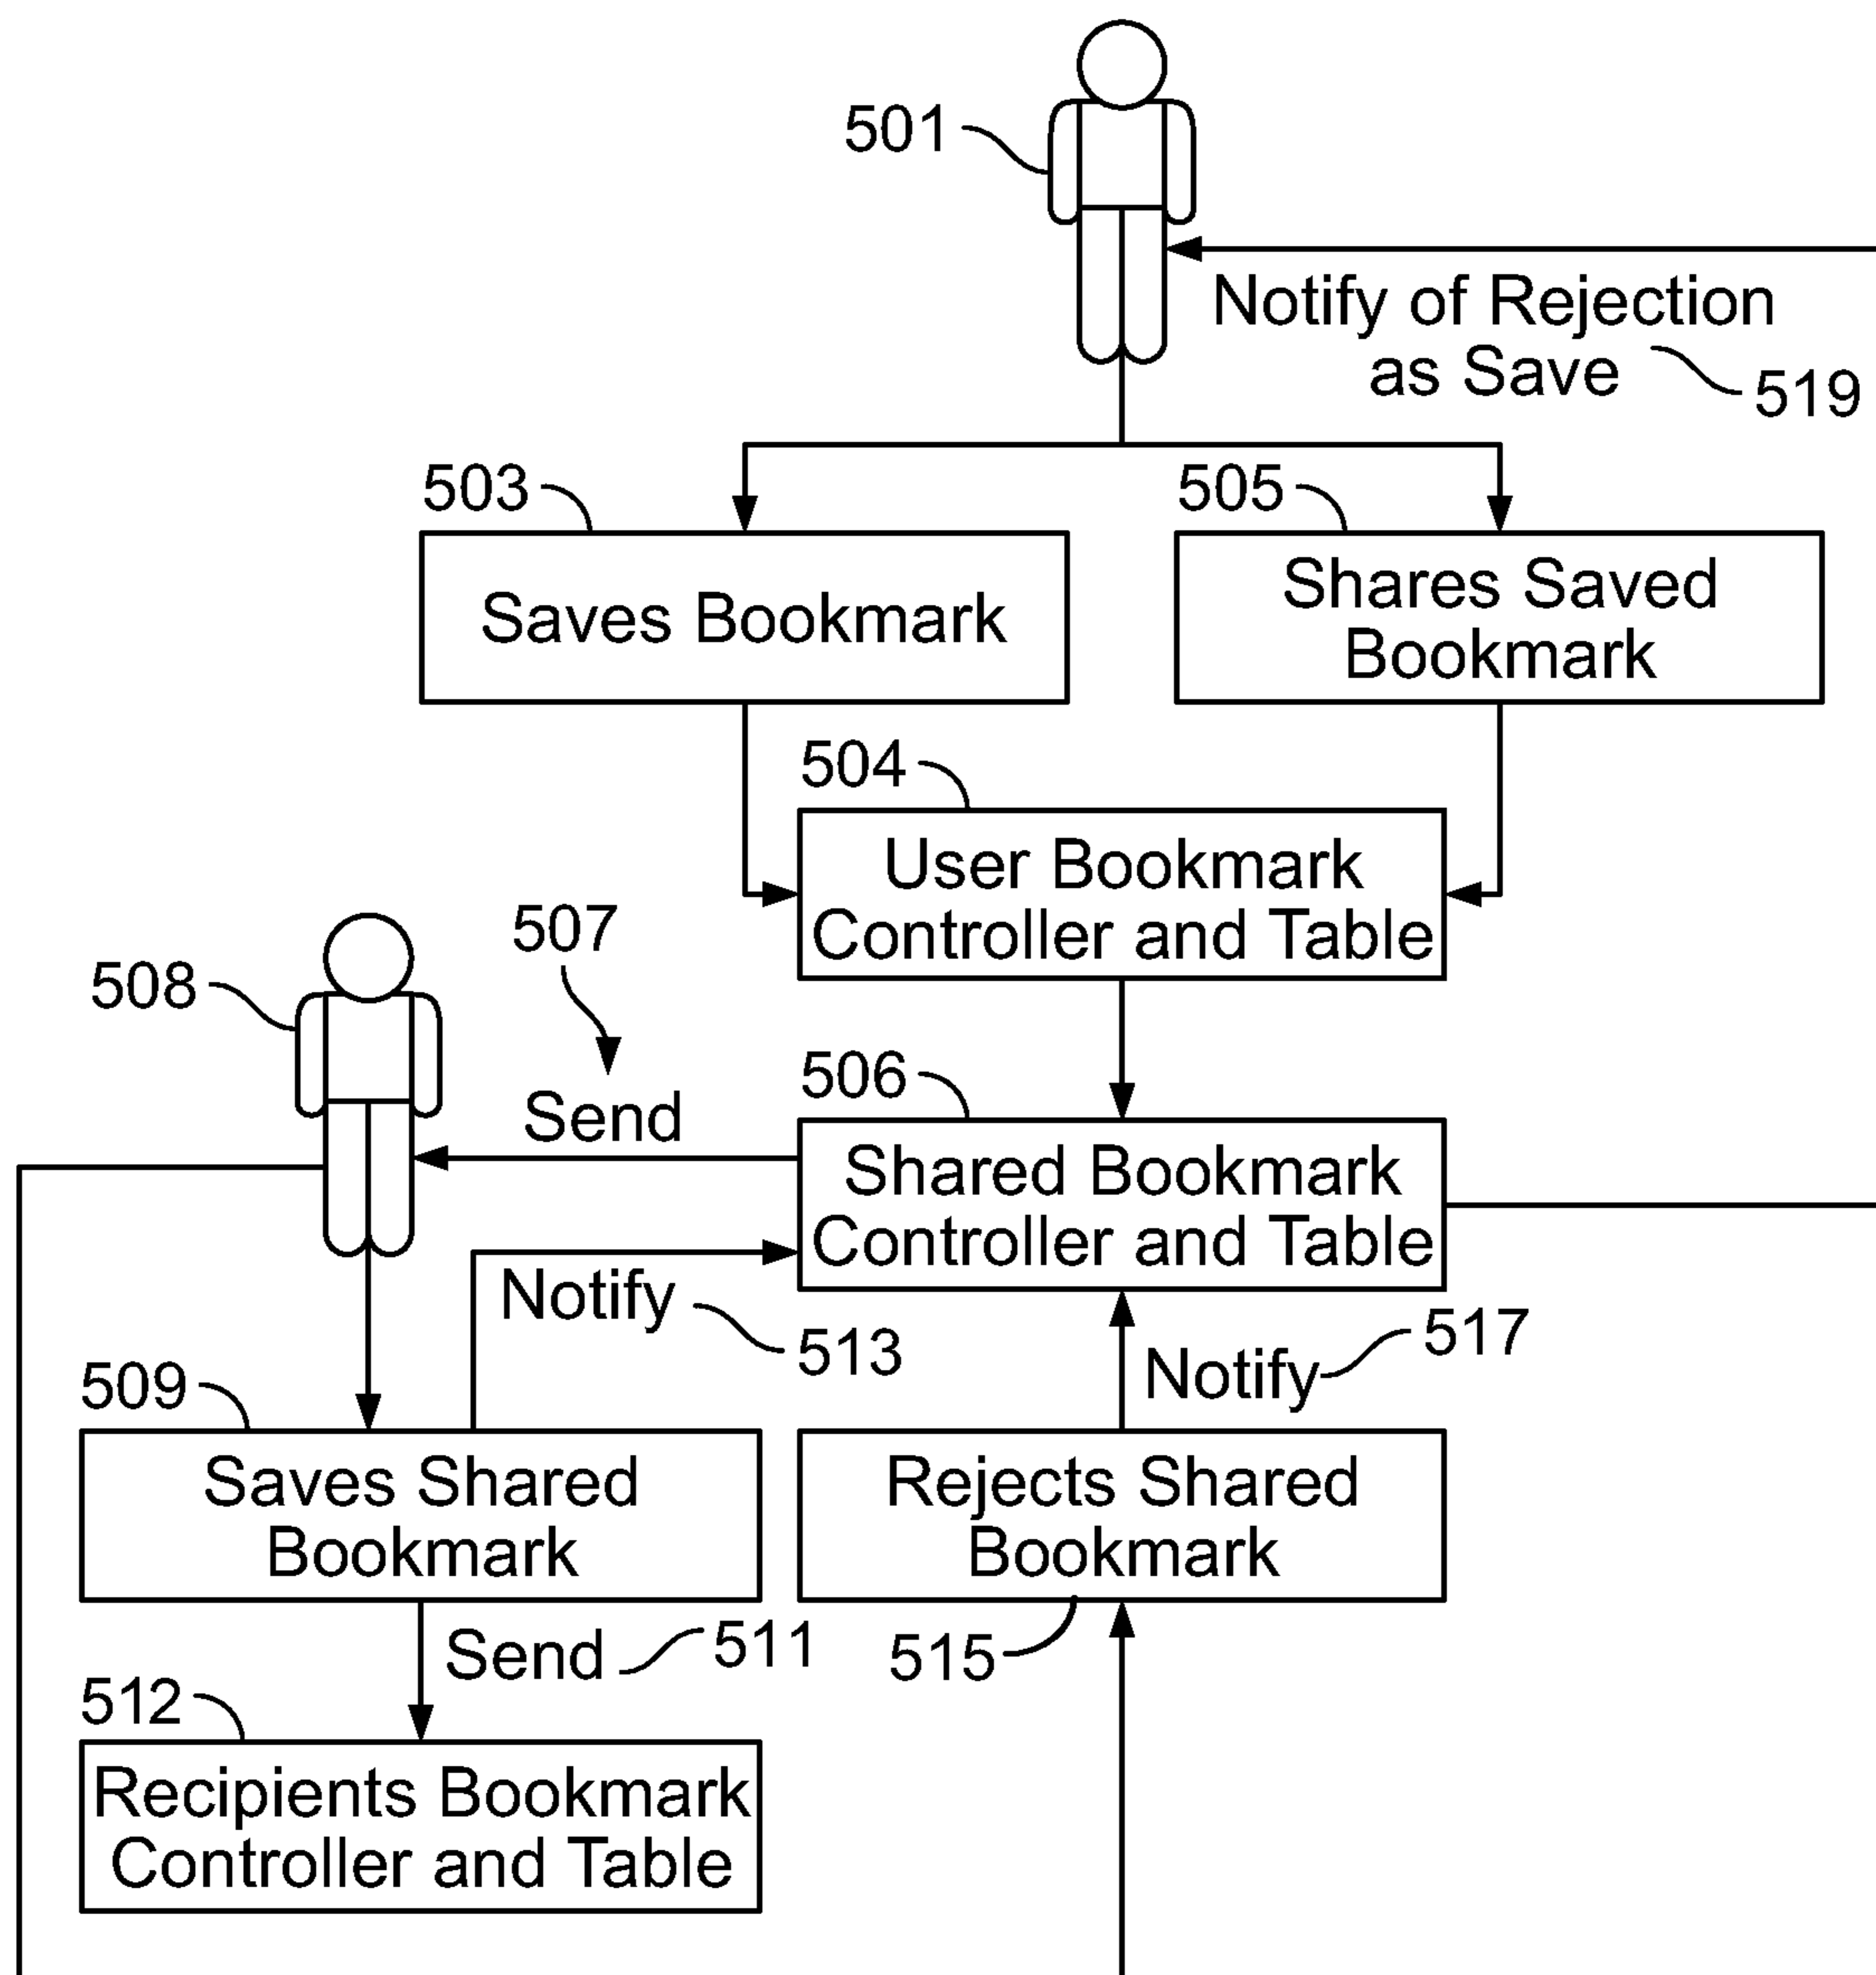 501
Notify of Rejection
as Save
519
503
505
Saves Bookmark
Shares Saved
Bookmark
504
User Bookmark
Controller and Table
507
508
506
Send
Shared Bookmark
Controller and Table
Notify
513
517
Notify
509
Saves Shared
Bookmark
Rejects Shared
Bookmark
Send
511
515
512
Recipients Bookmark
Controller and Table